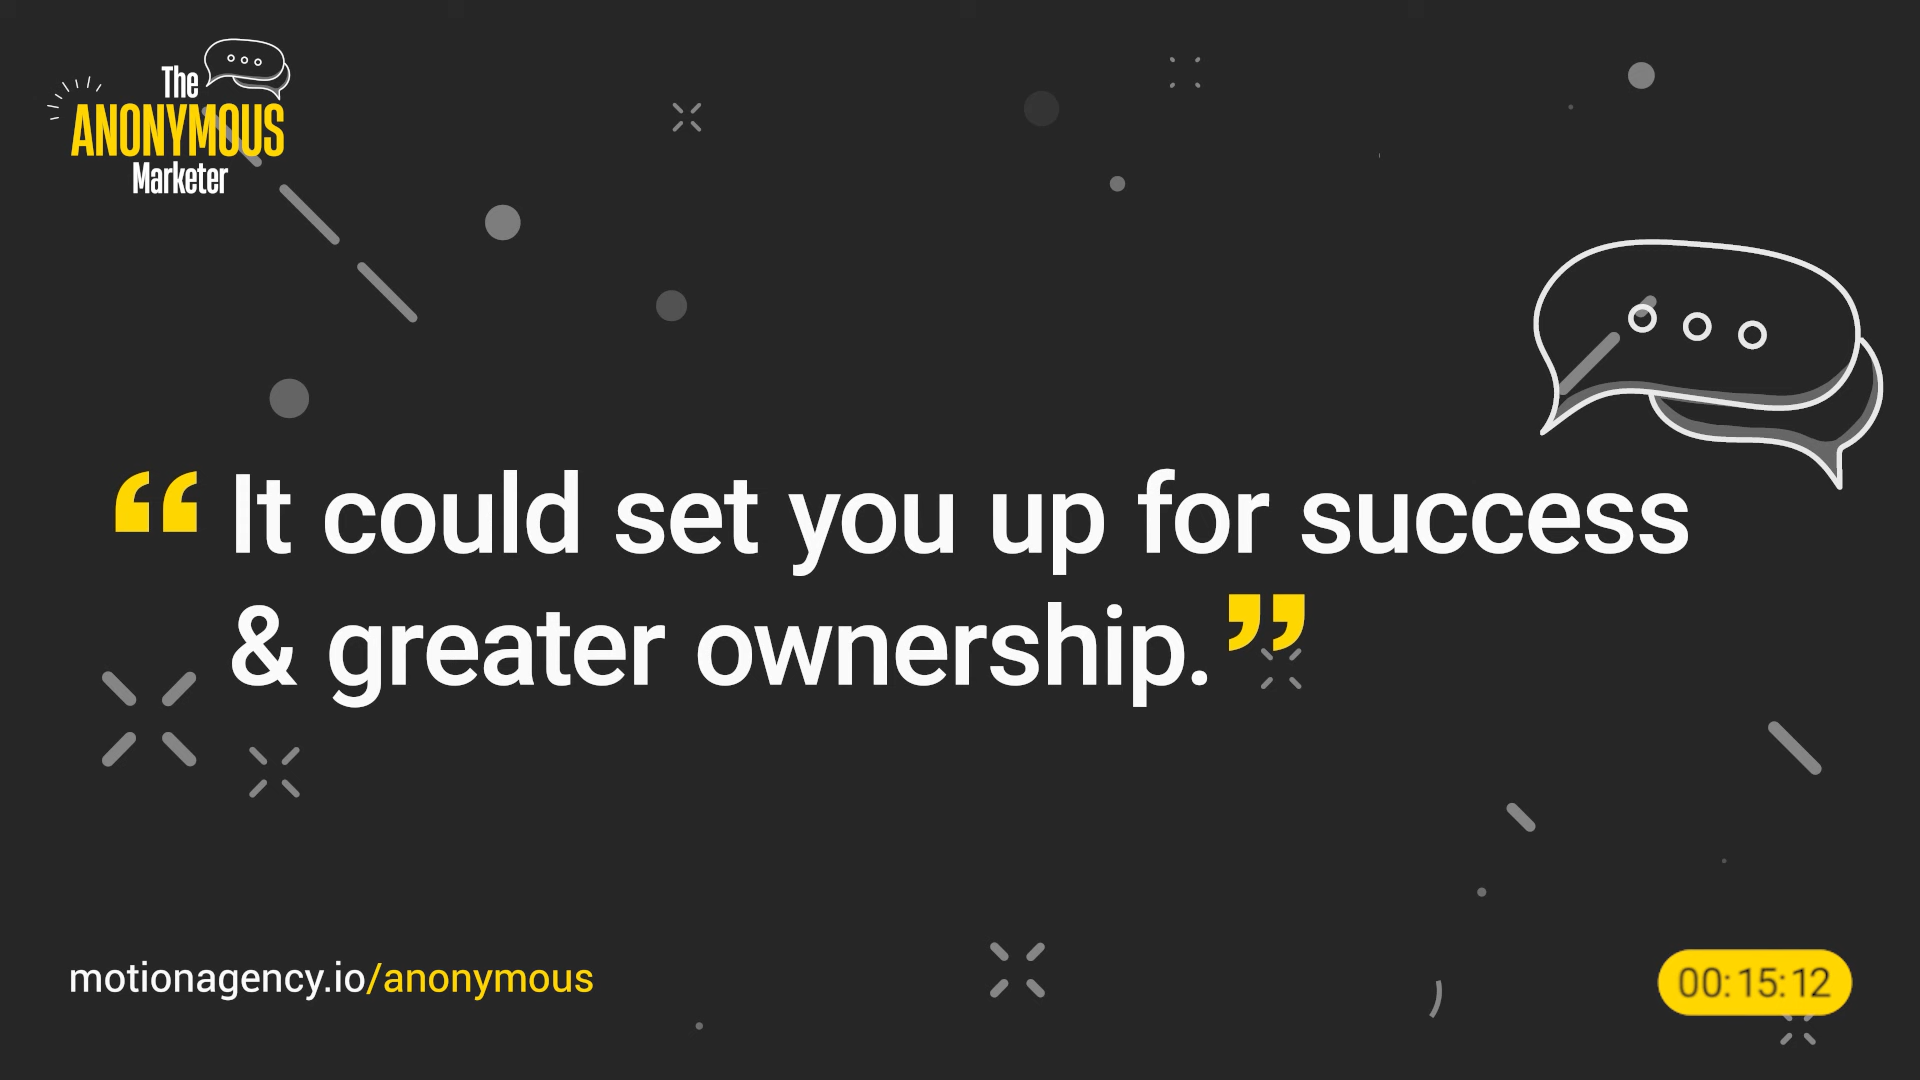 The
ANONYMOUS
Marketer
“It could set you up for success
& greater ownership.”
motionagency.io/anonymous
00:15:12